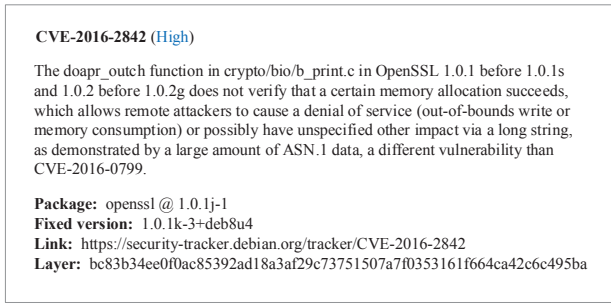 CVE-2016-2842 (High)
The doapr_outch function in crypto/bio/b_print.c in OpenSSL 1.0.1 before 1.0.1s
and 1.0.2 before 1.0.2g does not verify that a certain memory allocation succeeds,
which allows remote attackers to cause a denial of service (out-of-bounds write or
memory consumption) or possibly have unspecified other impact via a long string,
as demonstrated by a large amount of ASN.1 data, a different vulnerability than
CVE-2016-0799.
Package: openssl @ 1.0.1j-1
Fixed version: 1.0.1k-3+deb8u4
Link: https://security-tracker.debian.org/tracker/CVE-2016-2842
Layer: bc83b34ee0f0ac85392ad18a3af29c73751507a7f0353161f664ca42c6c495ba